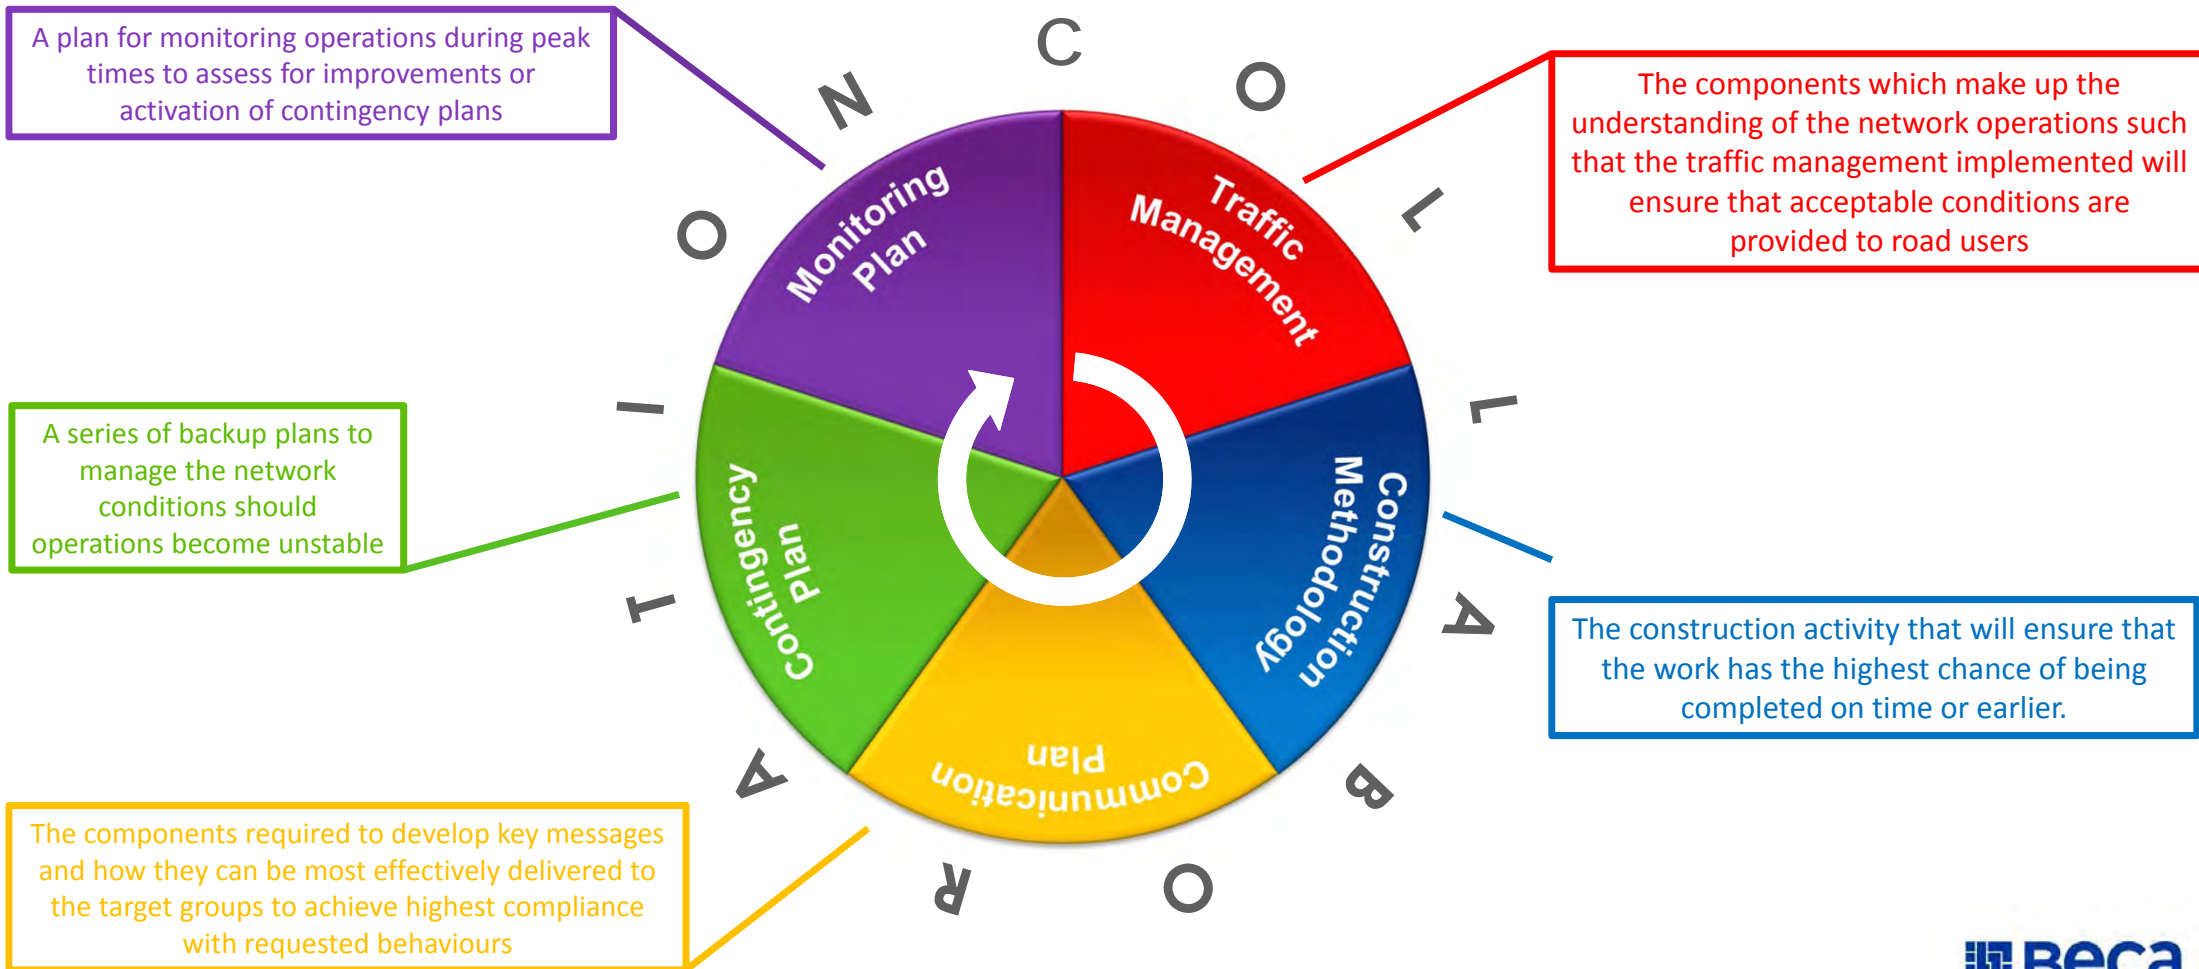 A plan for monitoring operations during peak
times to assess for improvements or
activation of contingency plans
COLLABORATION
The components which make up the
understanding of the network operations such
that the traffic management implemented will
ensure that acceptable conditions are
provided to road users
Traffic
Management
Monitoring
Plan
Construction
Methodology
Contingency
Plan
Communication
Plan
A series of backup plans to
manage the network
conditions should
operations become unstable
The construction activity that will ensure that
the work has the highest chance of being
completed on time or earlier.
The components required to develop key messages
and how they can be most effectively delivered to
the target groups to achieve highest compliance
with requested behaviours
Beca